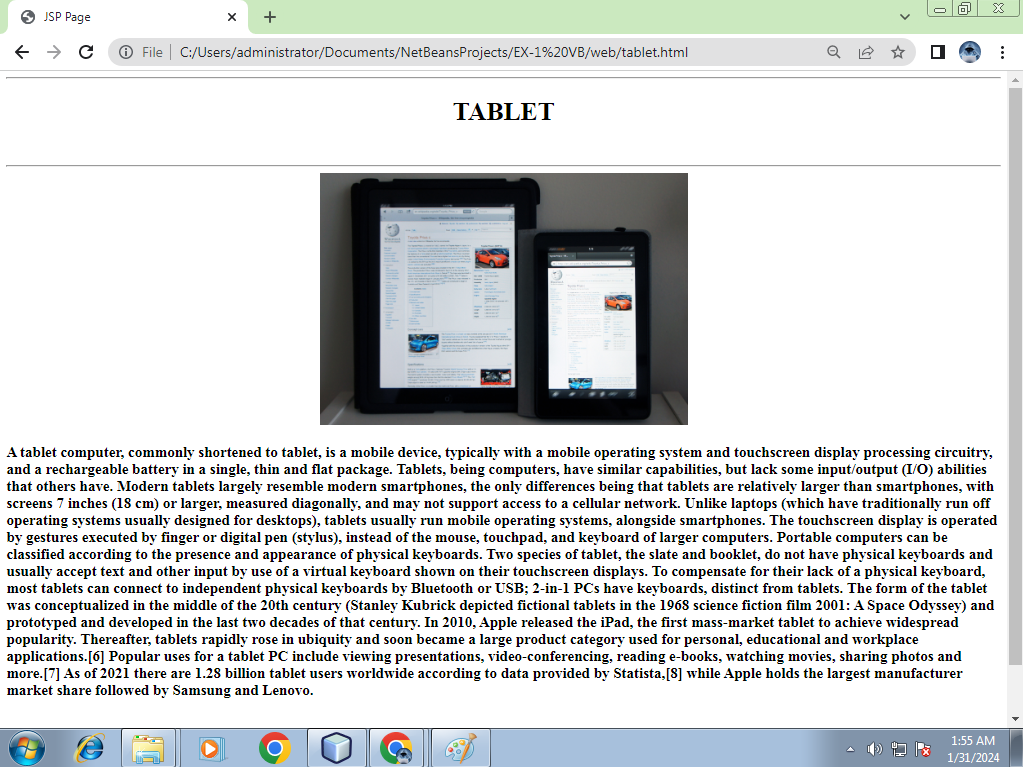 JSP Page
File
C:/Users/administrator/Documents/NetBeansProjects/EX-1%20VB/web/tablet.html
TABLET
A tablet computer, commonly shortened to tablet, is a mobile device, typically with a mobile operating system and touchscreen display processing circuitry,
and a rechargeable battery in a single, thin and flat package. Tablets, being computers, have similar capabilities, but lack some input/output (I/O) abilities
that others have. Modern tablets largely resemble modern smartphones, the only differences being that tablets are relatively larger than smartphones, with
screens 7 inches (18 cm) or larger, measured diagonally, and may not support access to a cellular network. Unlike laptops (which have traditionally run off
operating systems usually designed for desktops), tablets usually run mobile operating systems, alongside smartphones. The touchscreen display is operated
by gestures executed by finger or digital pen (stylus), instead of the mouse, touchpad, and keyboard of larger computers. Portable computers can be
classified according to the presence and appearance of physical keyboards. Two species of tablet, the slate and booklet, do not have physical keyboards and
usually accept text and other input by use of a virtual keyboard shown on their touchscreen displays. To compensate for their lack of a physical keyboard,
most tablets can connect to independent physical keyboards by Bluetooth or USB; 2-in-1 PCs have keyboards, distinct from tablets. The form of the tablet
was conceptualized in the middle of the 20th century (Stanley Kubrick depicted fictional tablets in the 1968 science fiction film 2001: A Space Odyssey) and
prototyped and developed in the last two decades of that century. In 2010, Apple released the iPad, the first mass-market tablet to achieve widespread
popularity. Thereafter, tablets rapidly rose in ubiquity and soon became a large product category used for personal, educational and workplace
applications.[6] Popular uses for a tablet PC include viewing presentations, video-conferencing, reading e-books, watching movies, sharing photos and
more.[7] As of 2021 there are 1.28 billion tablet users worldwide according to data provided by Statista,[8] while Apple holds the largest manufacturer
market share followed by Samsung and Lenovo.
1:55 AM
1/31/2024